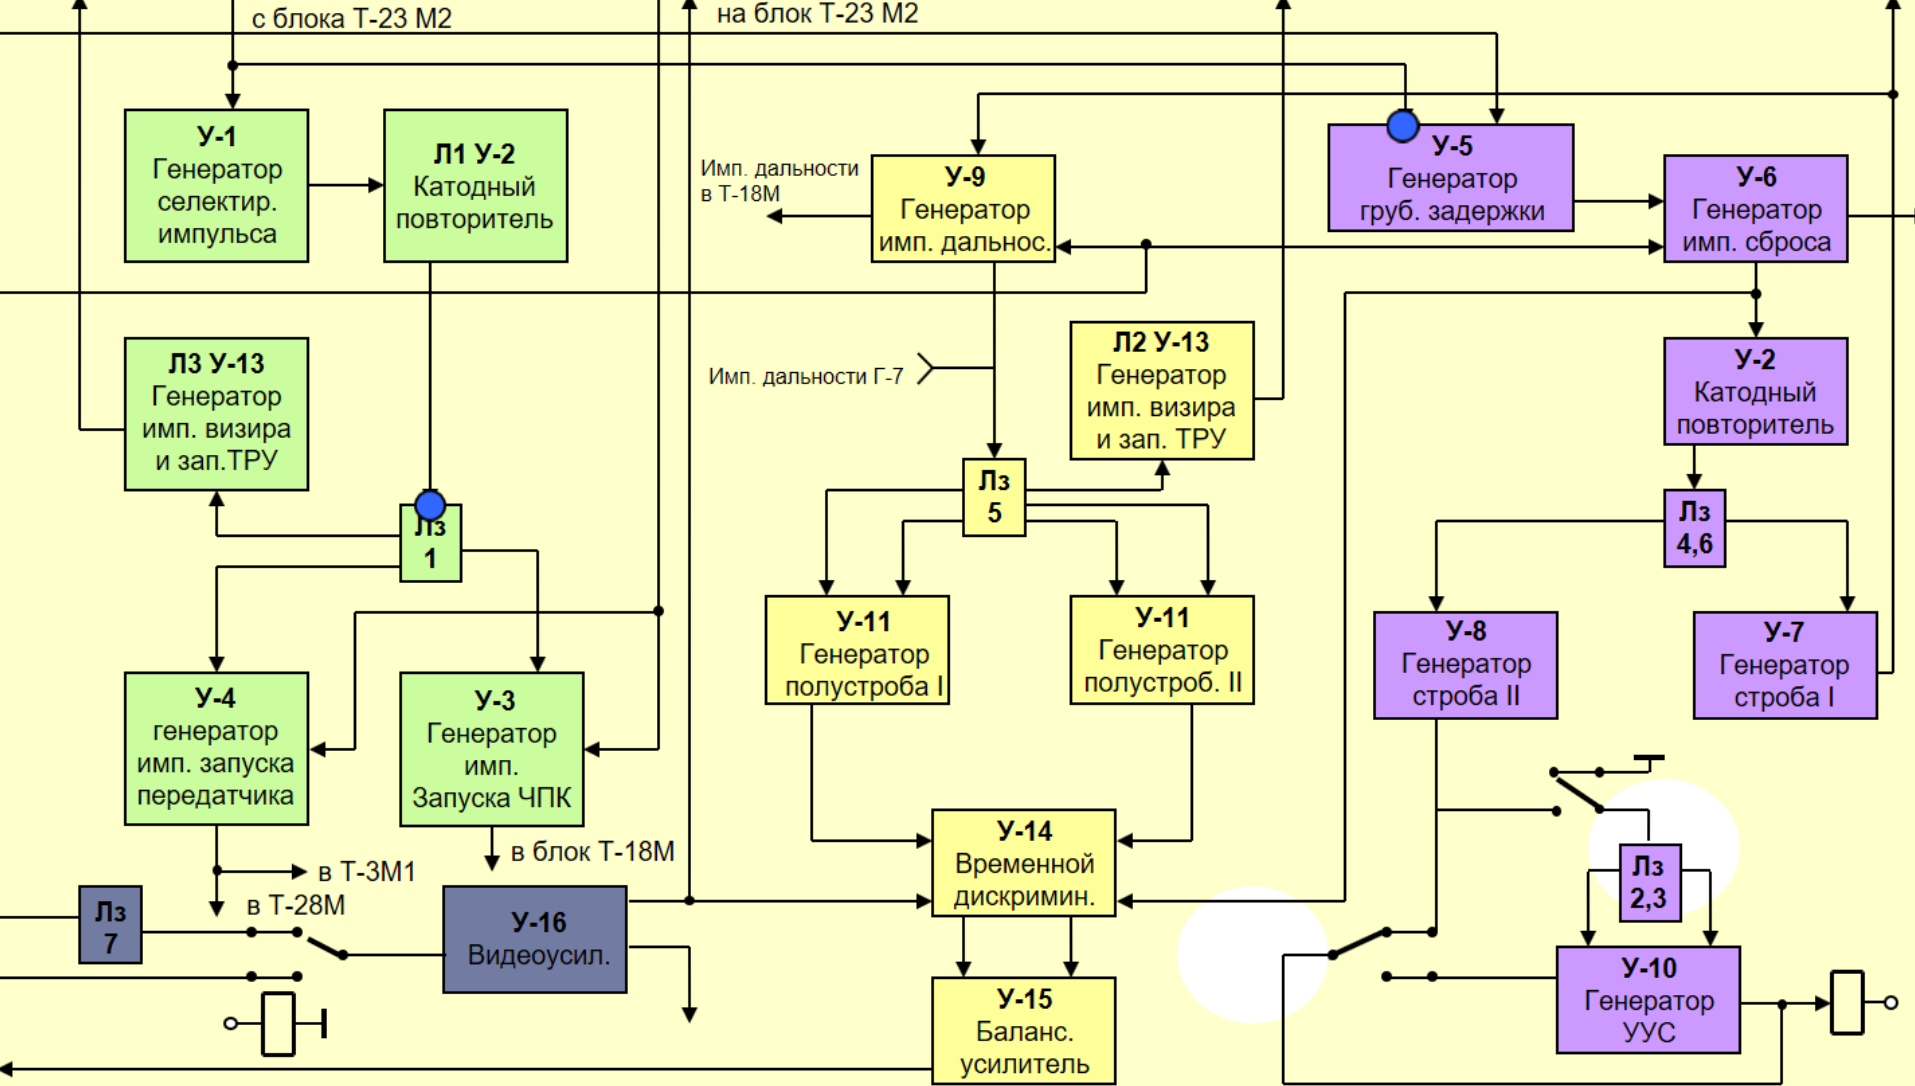 с блока Т-23 М2
на блок Т-23 М2
У-1
Генератор
селектир.
импульса
Л1 У-2
Катодный
повторитель
Имп. дальности
в Т-18М
У-9
Генератор
имп. дальнос.
У-5
Генератор
груб. задержки
У-6
Генератор
имп. сброса
Л3 У-13
Генератор
имп. визира
и зап.ТРУ
Имп. дальности Г-7
Л2 У-13
Генератор
имп. визира
и зап. ТРУ
У-2
Катодный
повторитель
Лз
1
Лз
5
Лз
4,6
У-11
Генератор
полустроба I
У-11
Генератор
полустроб. II
У-8
Генератор
строба II
У-7
Генератор
строба I
У-4
генератор
имп. запуска
передатчика
У-3
Генератор
имп.
Запуска ЧПК
в Т-3М1
в блок Т-18М
в Т-28М
У-14
Временной
дискримин.
Лз
2,3
Лз
7
У-16
Видеоусил.
У-15
Баланс.
усилитель
У-10
Генератор
УУС